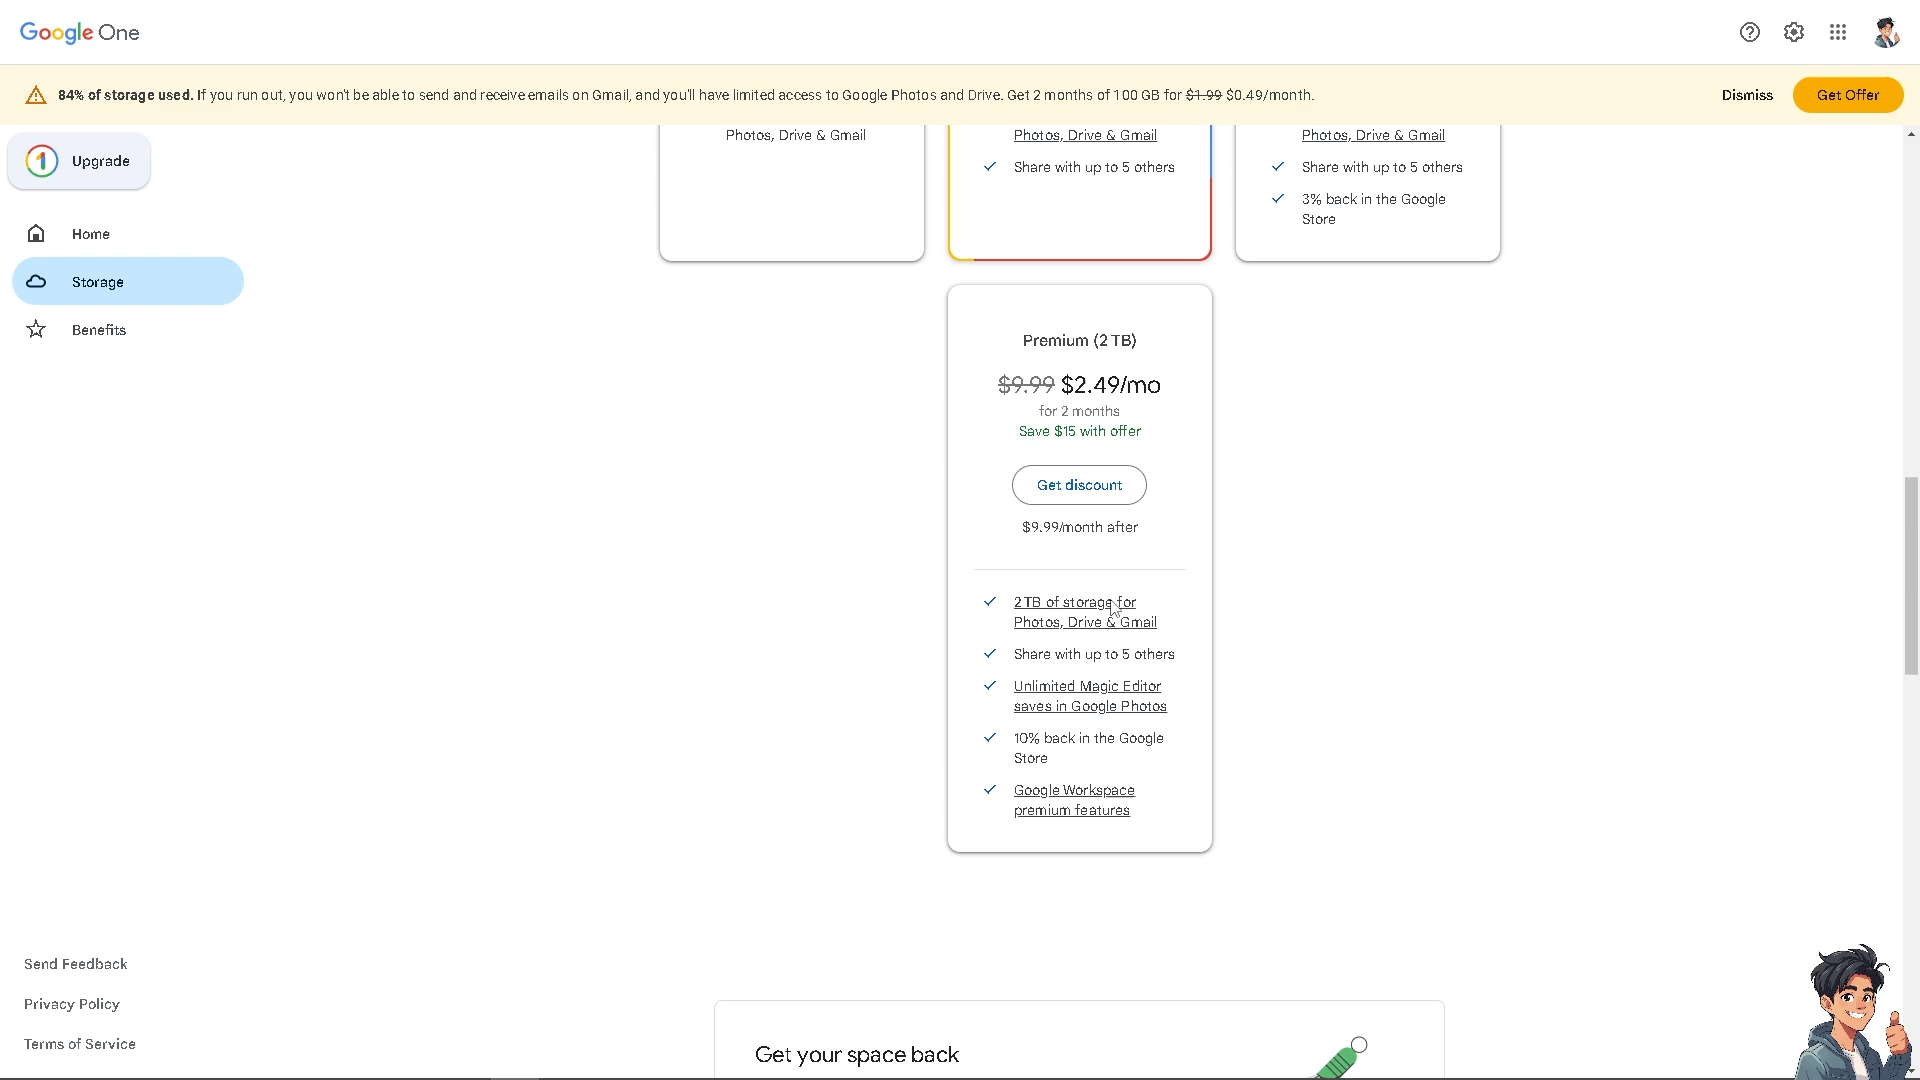 Google One
84% of storage used. If you run out, you won't be able to send and receive emails on Gmail, and you'll have limited access to Google Photos and Drive. Get 2 months of 100 GB for $1.99 $0.49/month.
Dismiss
Get Offer
Upgrade
Home
Storage
Benefits
Photos, Drive & Gmail
Photos, Drive & Gmail
Share with up to 5 others
Photos, Drive & Gmail
Share with up to 5 others
3% back in the Google
Store
Premium (2 TB)
$9.99 $2.49/mo
for 2 months
Save $15 with offer
Get discount
$9.99/month after
2 TB of storage for
Photos, Drive & Gmail
Share with up to 5 others
Unlimited Magic Editor
saves in Google Photos
10% back in the Google
Store
Google Workspace
premium features
Send Feedback
Privacy Policy
Terms of Service
Get your space back